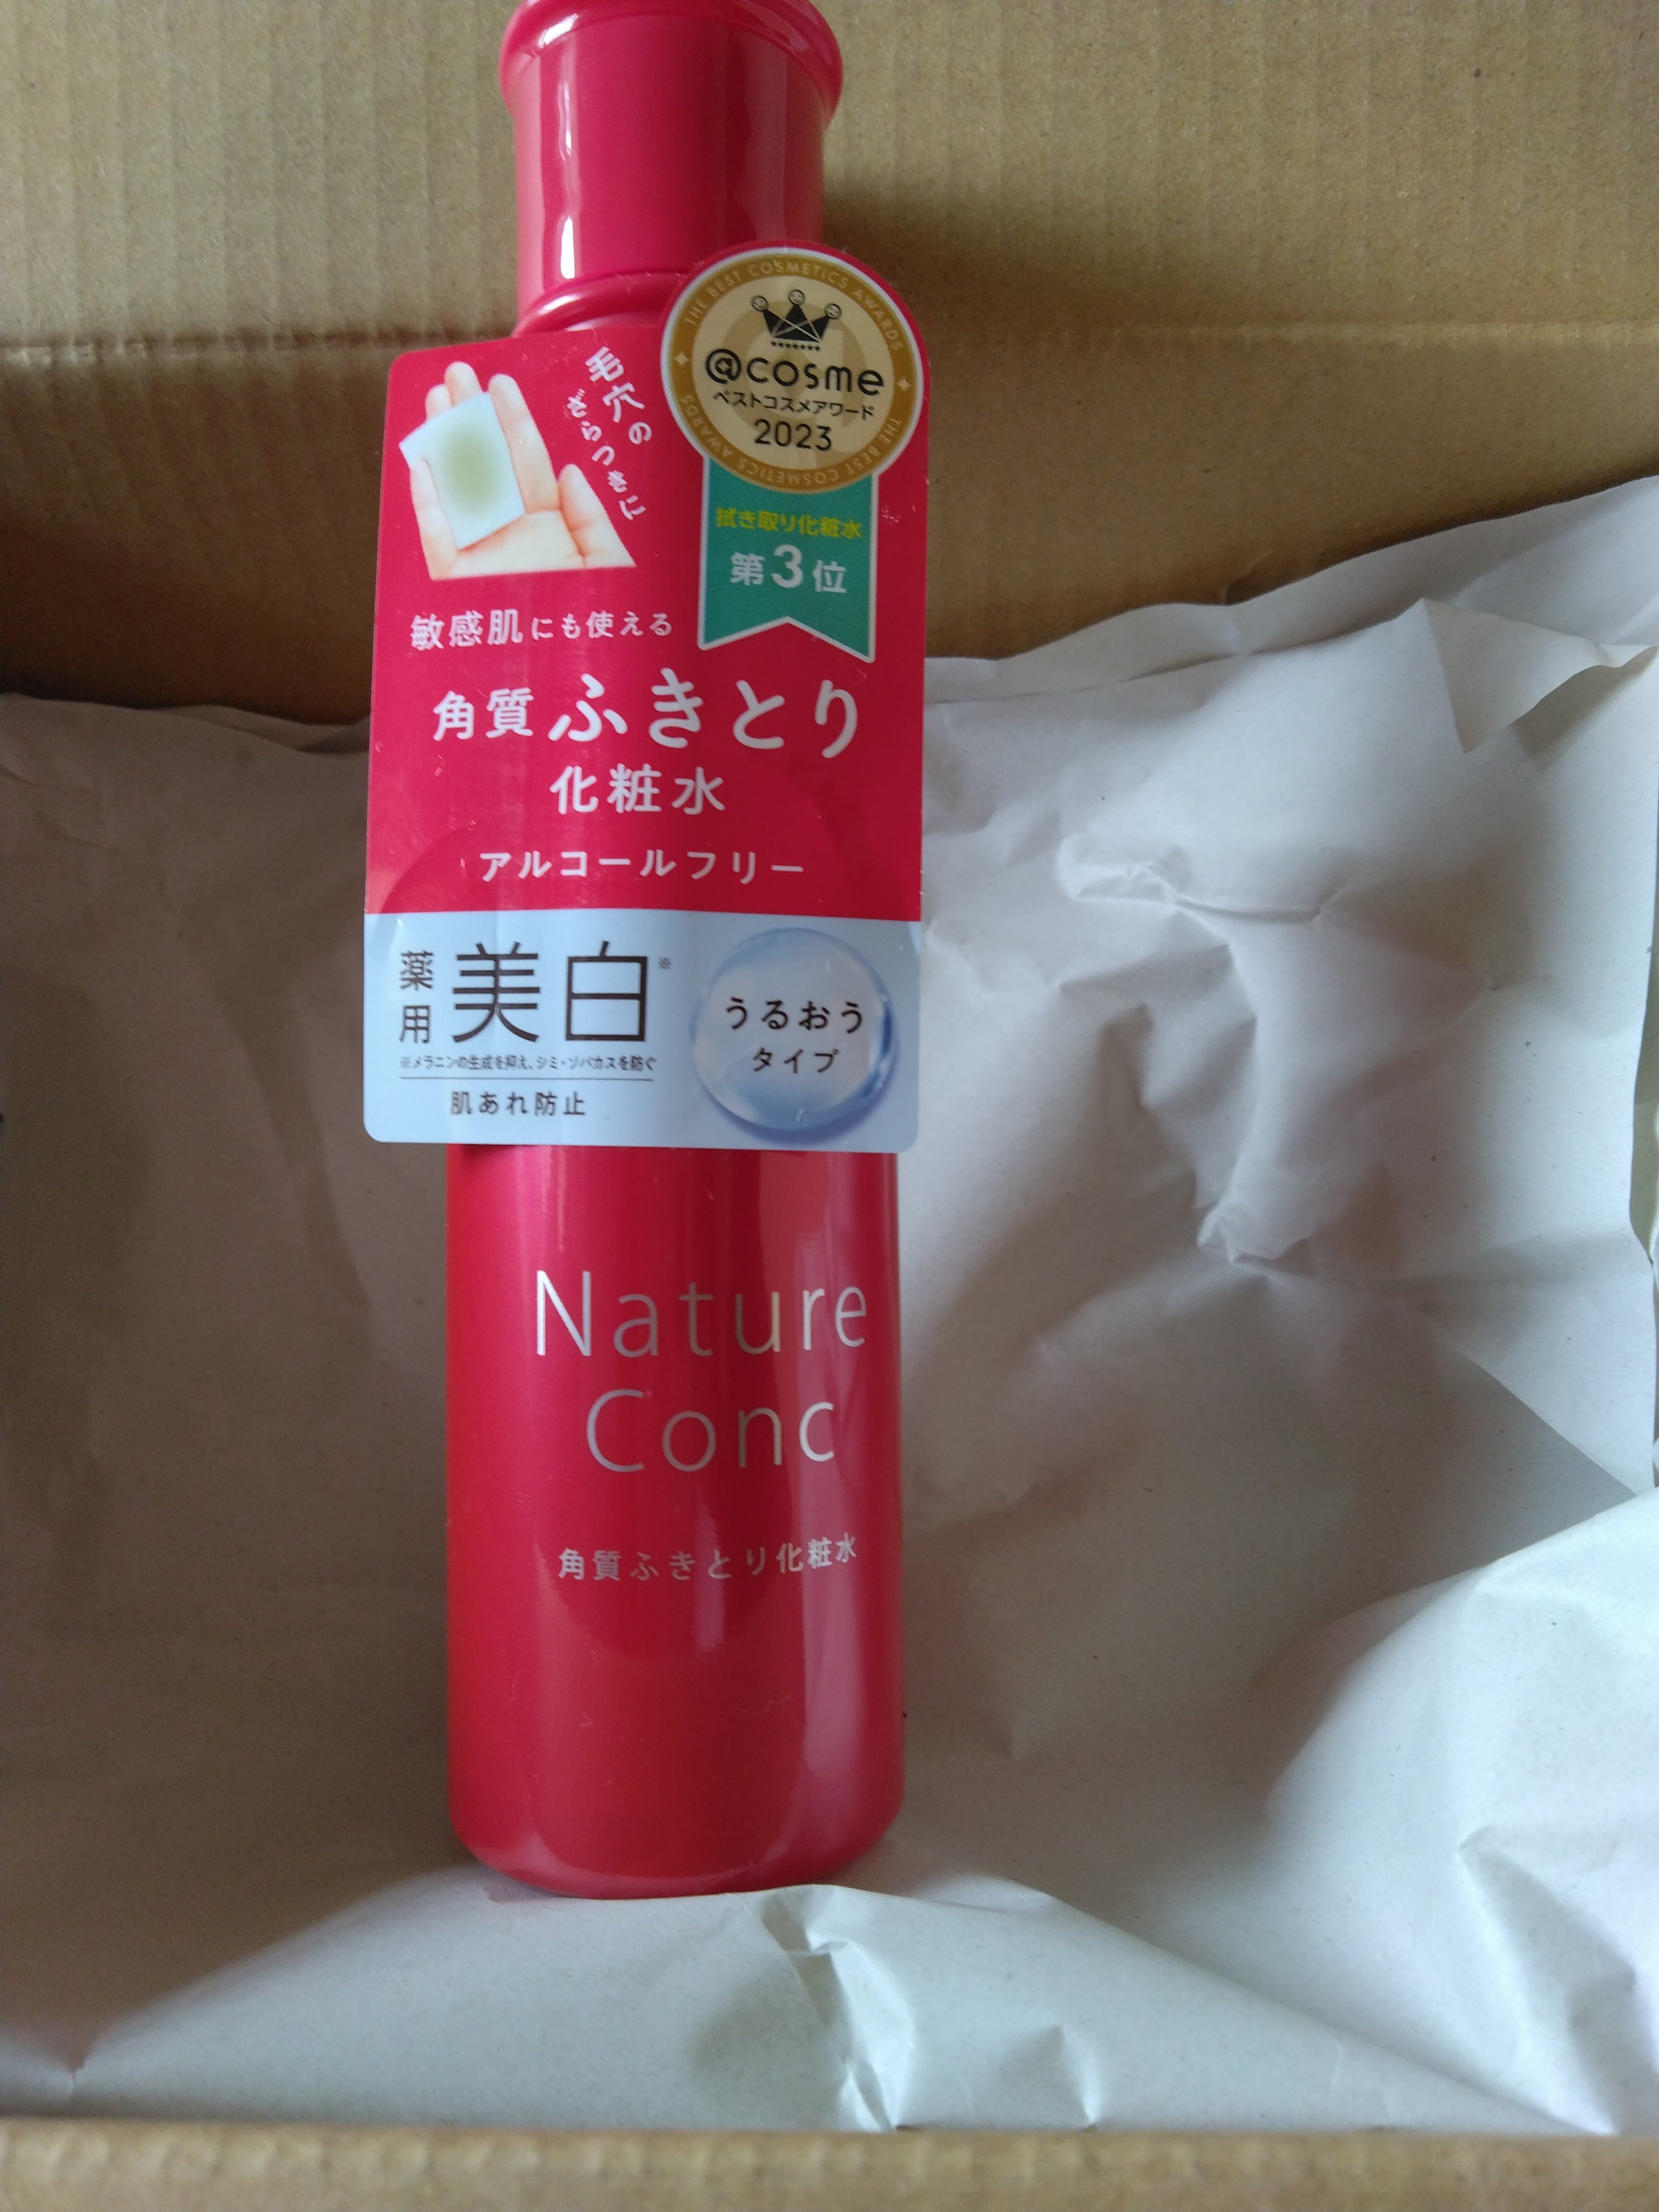 THE BEST COSMETICS AWARDS
@cosme
ベストコスメアワード
2023
THE BEST COSMETICS AWARDS
拭き取り化粧水
第3位
毛穴の
ざらつきに
敏感肌にも使える
角質ふきとり
化粧水
アルコールフリー
薬用美白※
※メラニンの生成を抑え、シミ・ソバカスを防ぐ
肌あれ防止
うるおう
タイプ
Nature
Conc
角質ふきとり化粧水